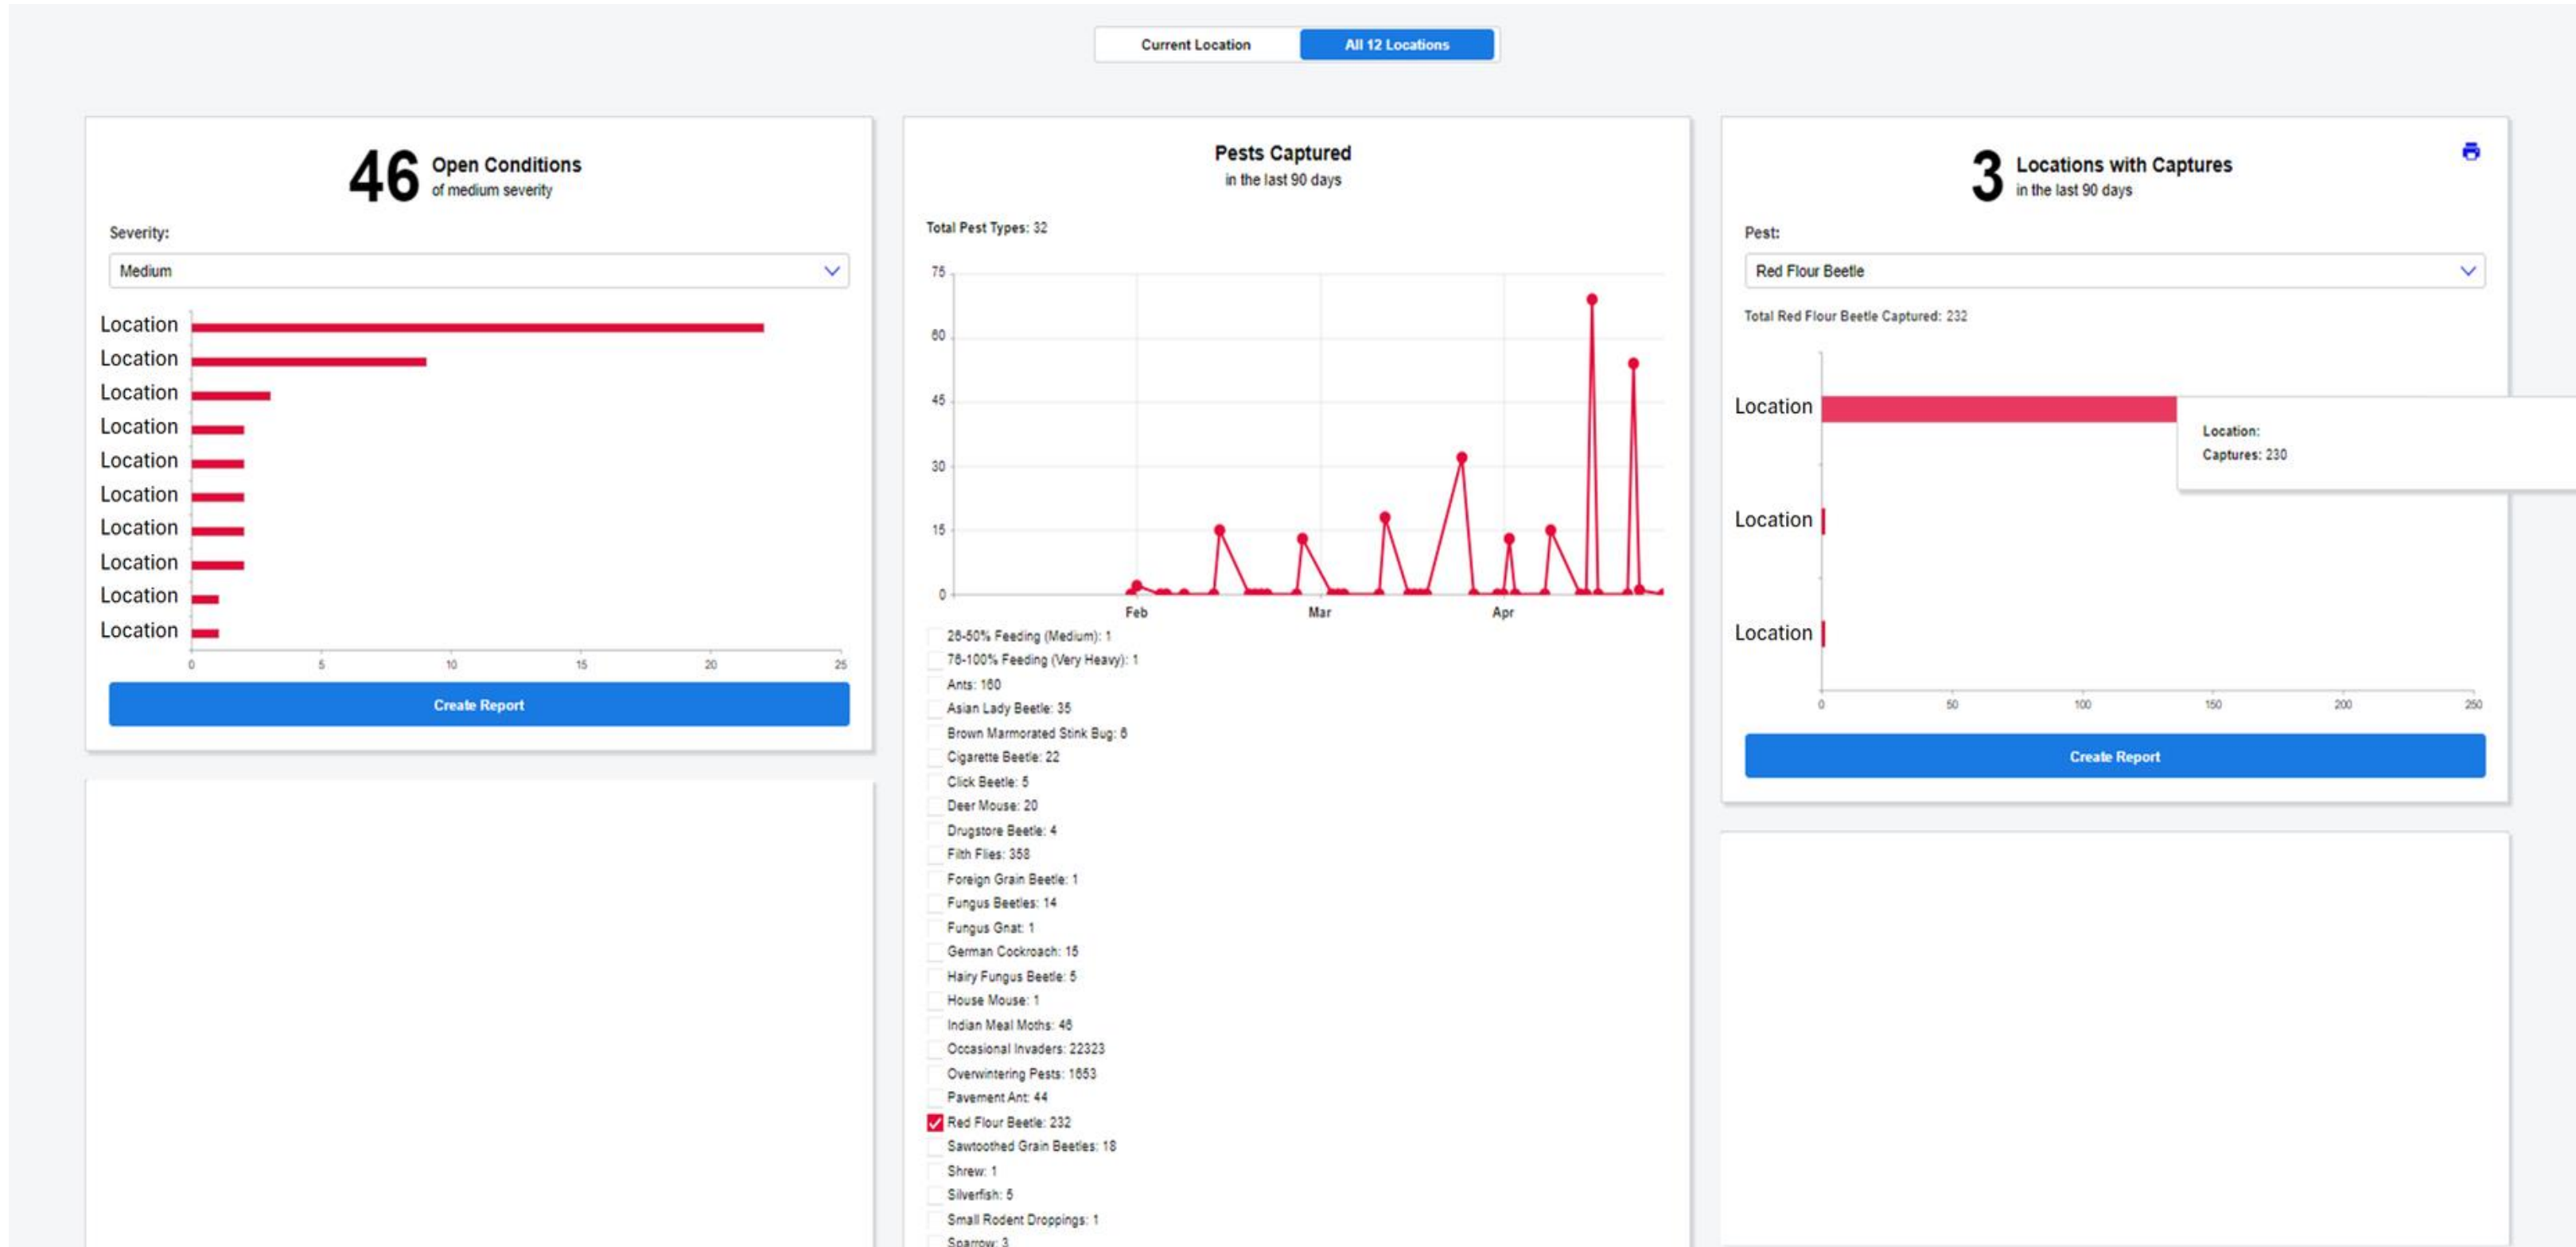 Current Location
All 12 Locations
46
Open Conditions
of medium severity
Severity:
Medium
Location
Location
Location
Location
Location
Location
Location
Location
Location
Location
0 5 10 15 20 25
Create Report
Pests Captured
in the last 90 days
Total Pest Types: 32
75
60
45
30
15
0
Feb Mar Apr
26-50% Feeding (Medium): 1
76-100% Feeding (Very Heavy): 1
Ants: 160
Asian Lady Beetle: 35
Brown Marmorated Stink Bug: 6
Cigarette Beetle: 22
Click Beetle: 5
Deer Mouse: 20
Drugstore Beetle: 4
Filth Flies: 358
Foreign Grain Beetle: 1
Fungus Beetles: 14
Fungus Gnat: 1
German Cockroach: 15
Hairy Fungus Beetle: 5
House Mouse: 1
Indian Meal Moths: 46
Occasional Invaders: 22323
Overwintering Pests: 1653
Pavement Ant: 44
Red Flour Beetle: 232
Sawtoothed Grain Beetles: 18
Shrew: 1
Silverfish: 5
Small Rodent Droppings: 1
Sparrow: 3
3
Locations with Captures
in the last 90 days
Pest:
Red Flour Beetle
Total Red Flour Beetle Captured: 232
Location
Location:
Captures: 230
Location
Location
0 50 100 150 200 250
Create Report